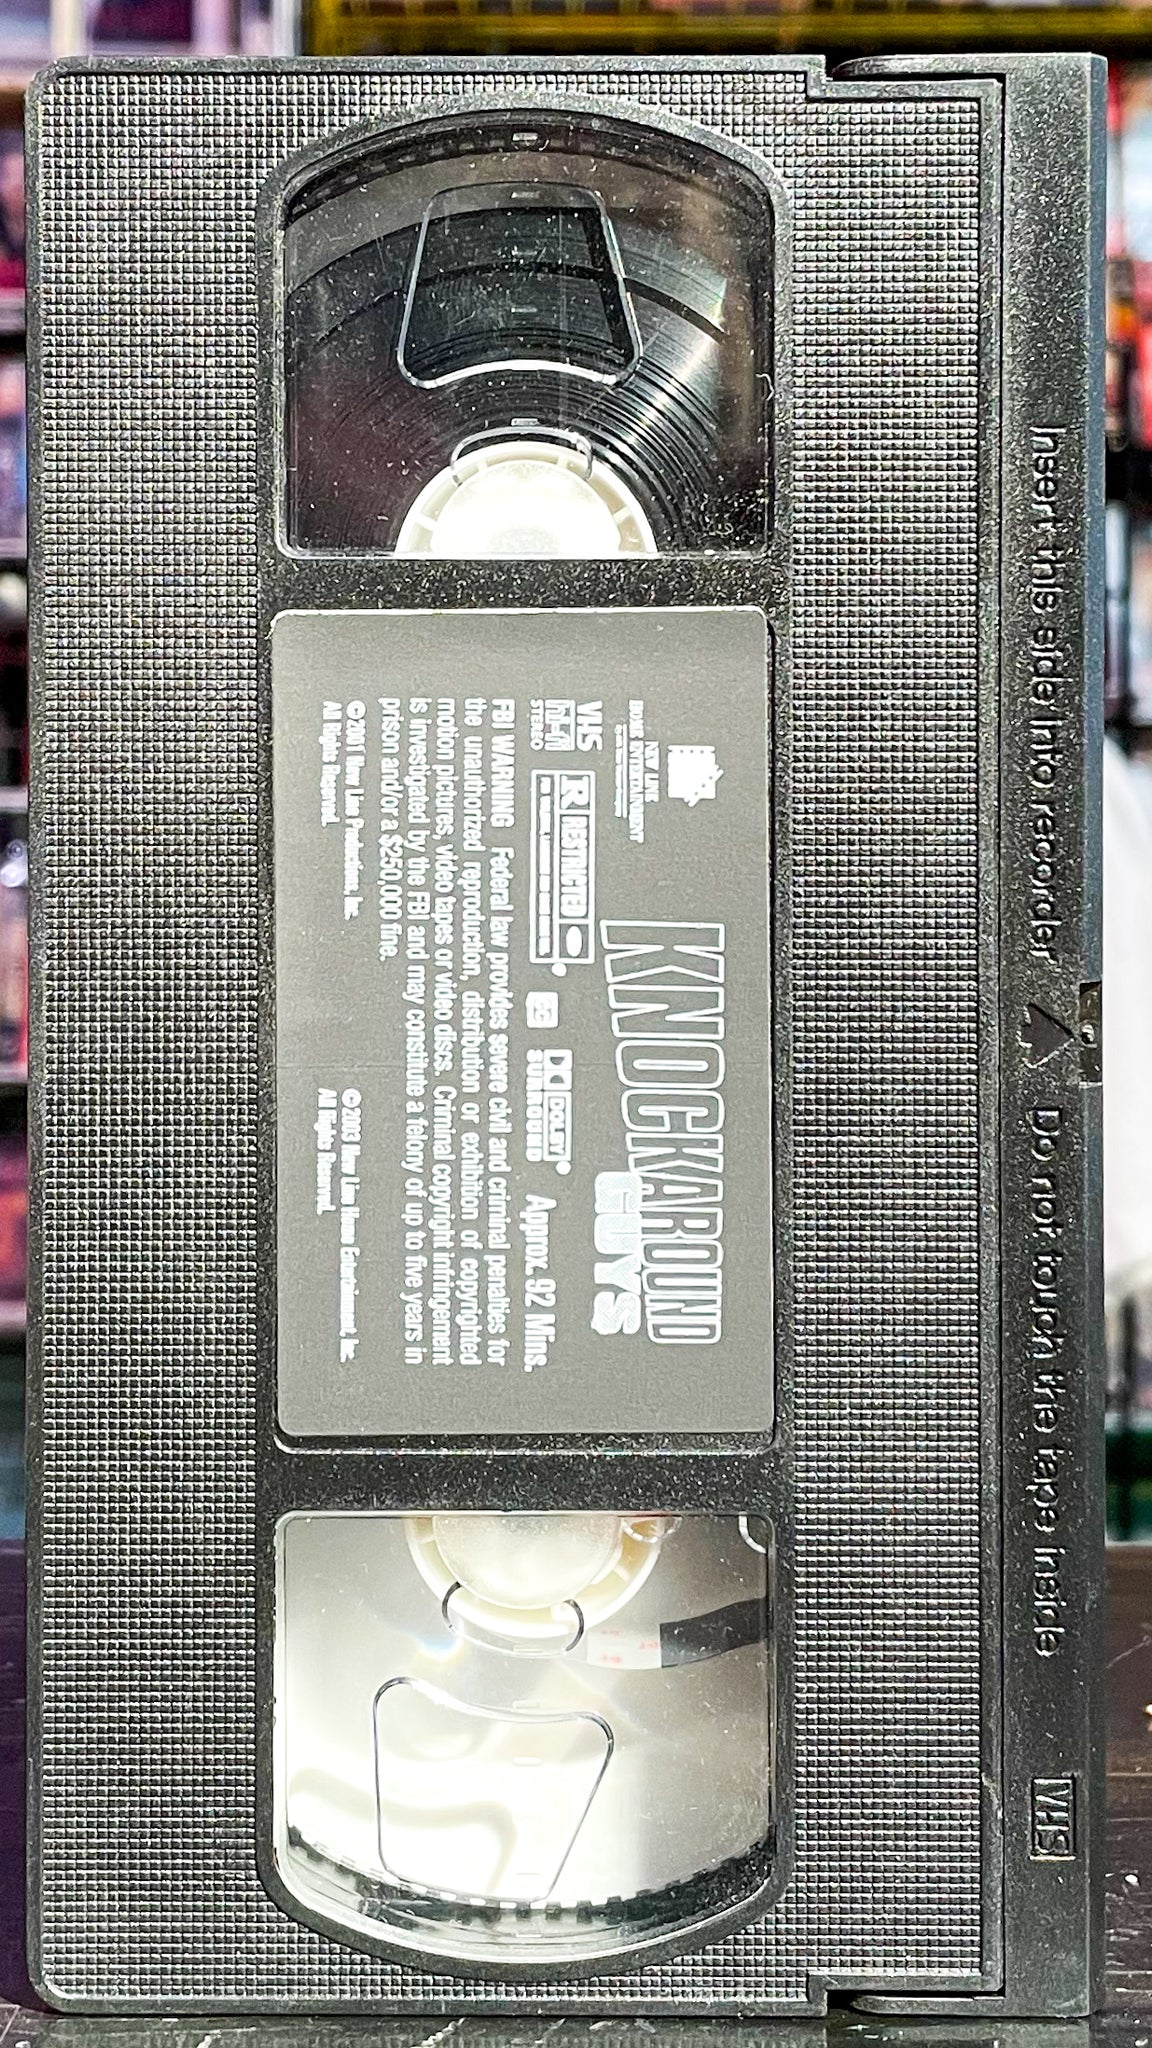 Insert this side into recorder
Do not touch the tape inside
VHS
NEW LINE
HOME ENTERTAINMENT
KNOCKAROUND
GUYS
VHS
hi-fi
STEREO
R RESTRICTED
DOLBY
SURROUND
Approx. 92 Mins.
FBI WARNING Federal law provides severe civil and criminal penalties for
the unauthorized reproduction, distribution or exhibition of copyrighted
motion pictures, video tapes or video discs. Criminal copyright infringement
is investigated by the FBI and may constitute a felony of up to five years in
prison and/or a $250,000 fine.
©2001 New Line Productions, Inc.
All Rights Reserved.
©2003 New Line Home Entertainment, Inc.
All Rights Reserved.